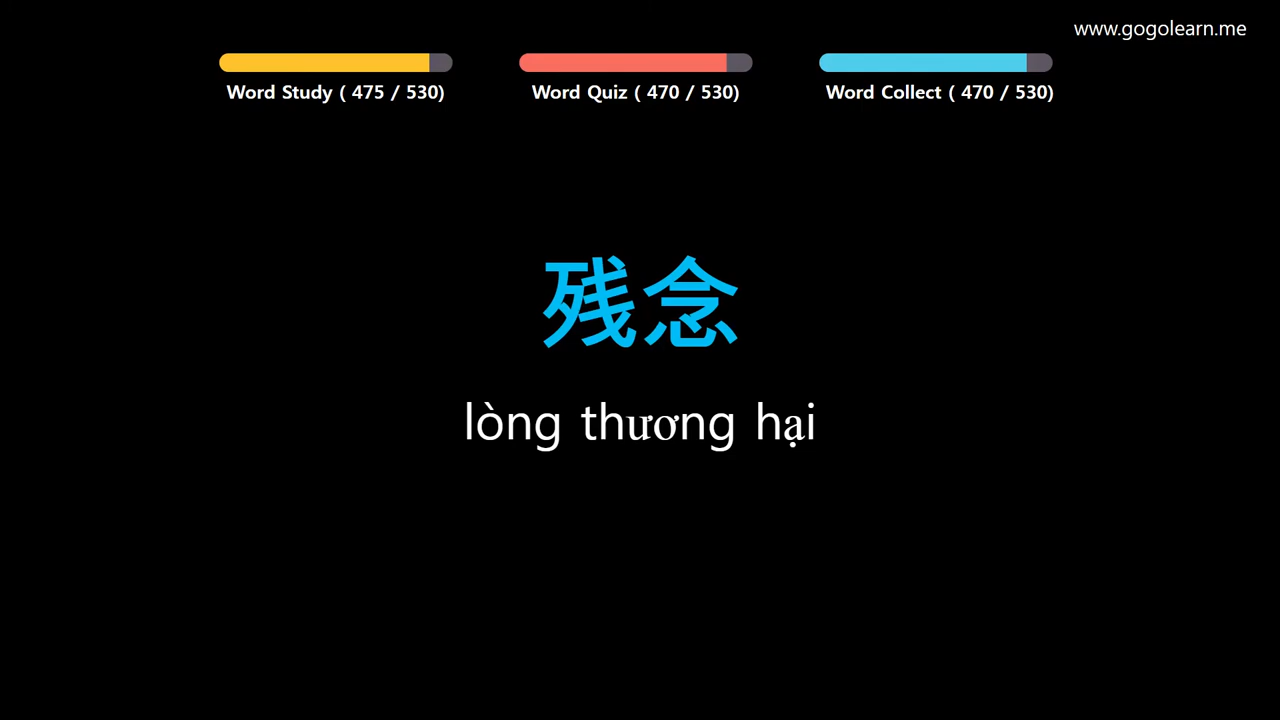 www.gogolearn.me
Word Study ( 475 / 530)
Word Quiz ( 470 / 530)
Word Collect ( 470 / 530)
残念
lòng thương hại